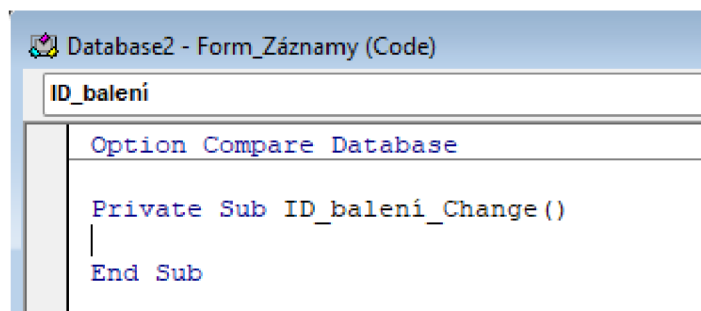 Database2 - Form_Záznamy (Code)
ID_balení
Option Compare Database
Private Sub ID_balení_Change()
End Sub